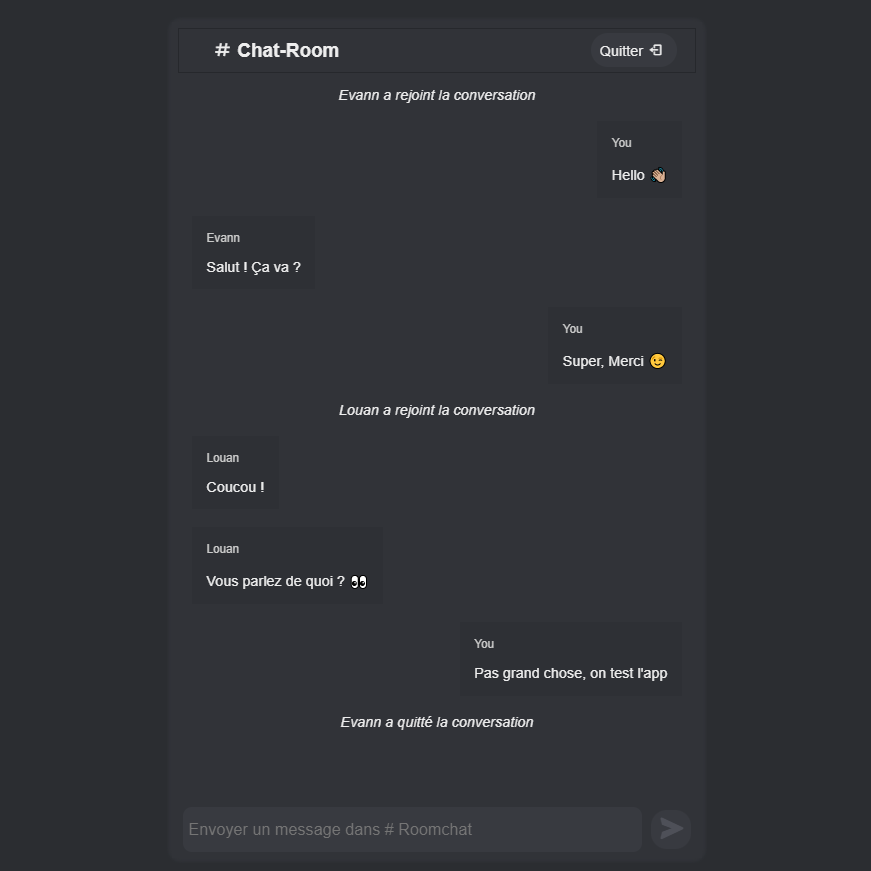 # Chat-Room
Quitter
Evann a rejoint la conversation
You
Hello 👋🏽
Evann
Salut ! Ça va ?
You
Super, Merci 😉
Louan a rejoint la conversation
Louan
Coucou !
Louan
Vous parlez de quoi ? 👀
You
Pas grand chose, on test l'app
Evann a quitté la conversation
Envoyer un message dans # Roomchat